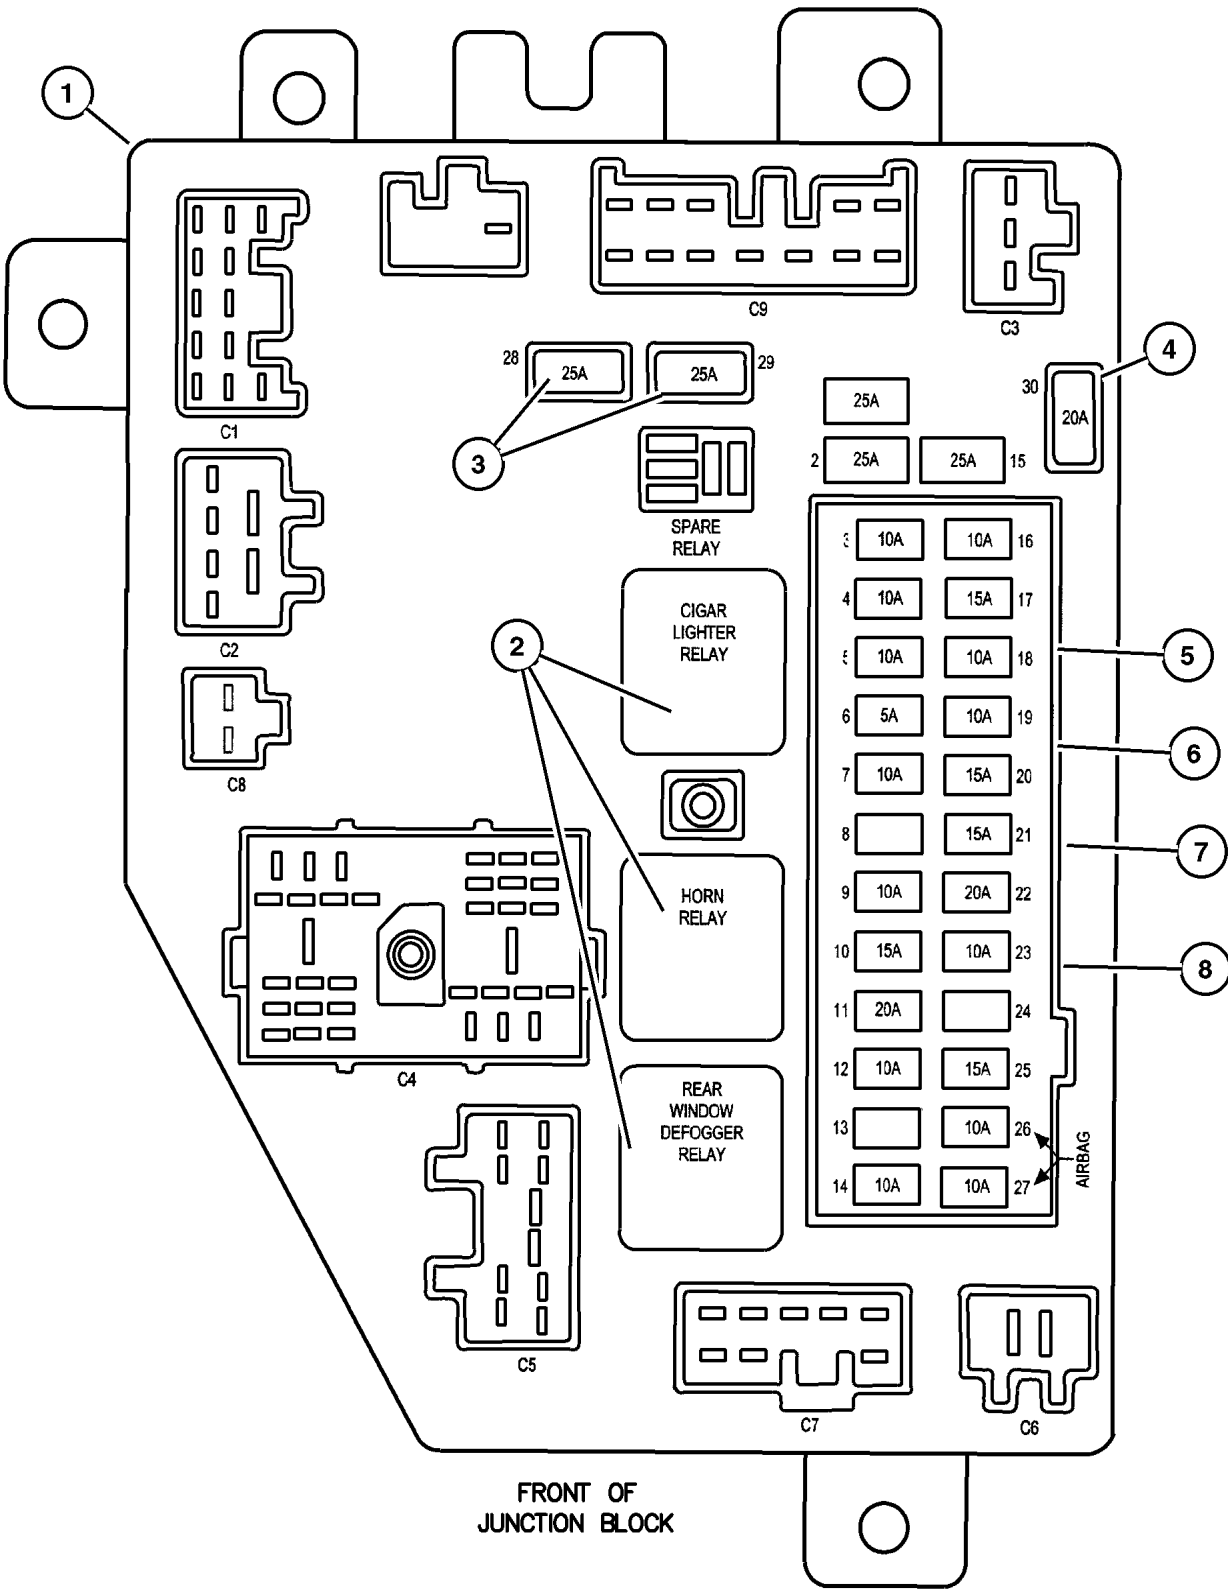 1
C9
C3
28
25A
25A
29
4
30
20A
25A
C1
3
2
25A
25A
15
SPARE
RELAY
3
10A
10A
16
4
10A
15A
17
CIGAR
LIGHTER
RELAY
2
C2
10A
10A
18
5
6
5A
10A
19
6
7
10A
15A
20
C8
8
15A
21
7
9
10A
20A
22
HORN
RELAY
10
15A
10A
23
8
11
20A
24
12
10A
15A
25
C4
REAR
WINDOW
DEFOGGER
RELAY
13
10A
26
AIRBAG
14
10A
10A
27
C5
C7
C6
FRONT OF
JUNCTION BLOCK